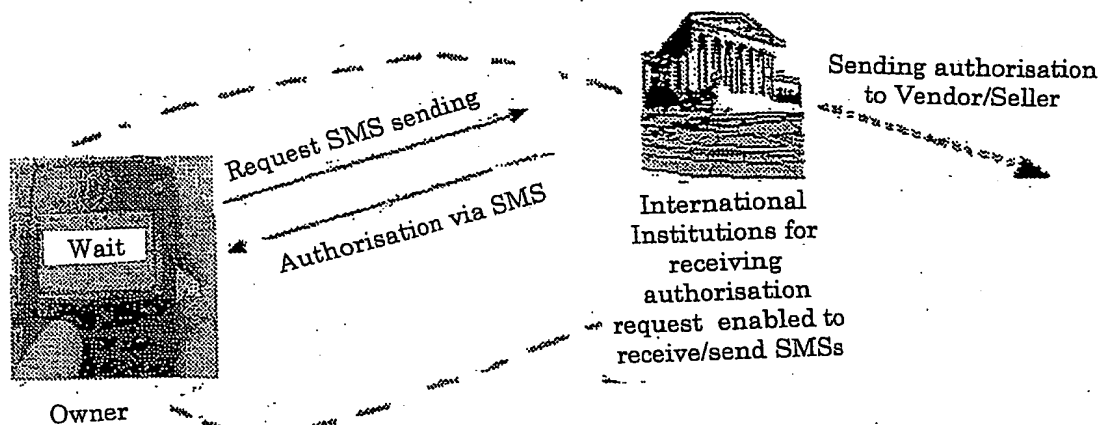 Sending authorisation
to Vendor/Seller
Request SMS sending
Authorisation via SMS
Wait
International
Institutions for
receiving
authorisation
request enabled to
receive/send SMSs
Owner